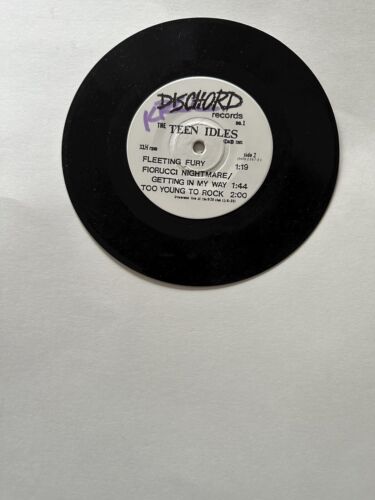 DISCHORD
records
no. 1
THE TEEN IDLES
33⅓ rpm
side 2
FLEETING FURY 1:19
FIORUCCI NIGHTMARE/
GETTING IN MY WAY 1:44
TOO YOUNG TO ROCK 2:00